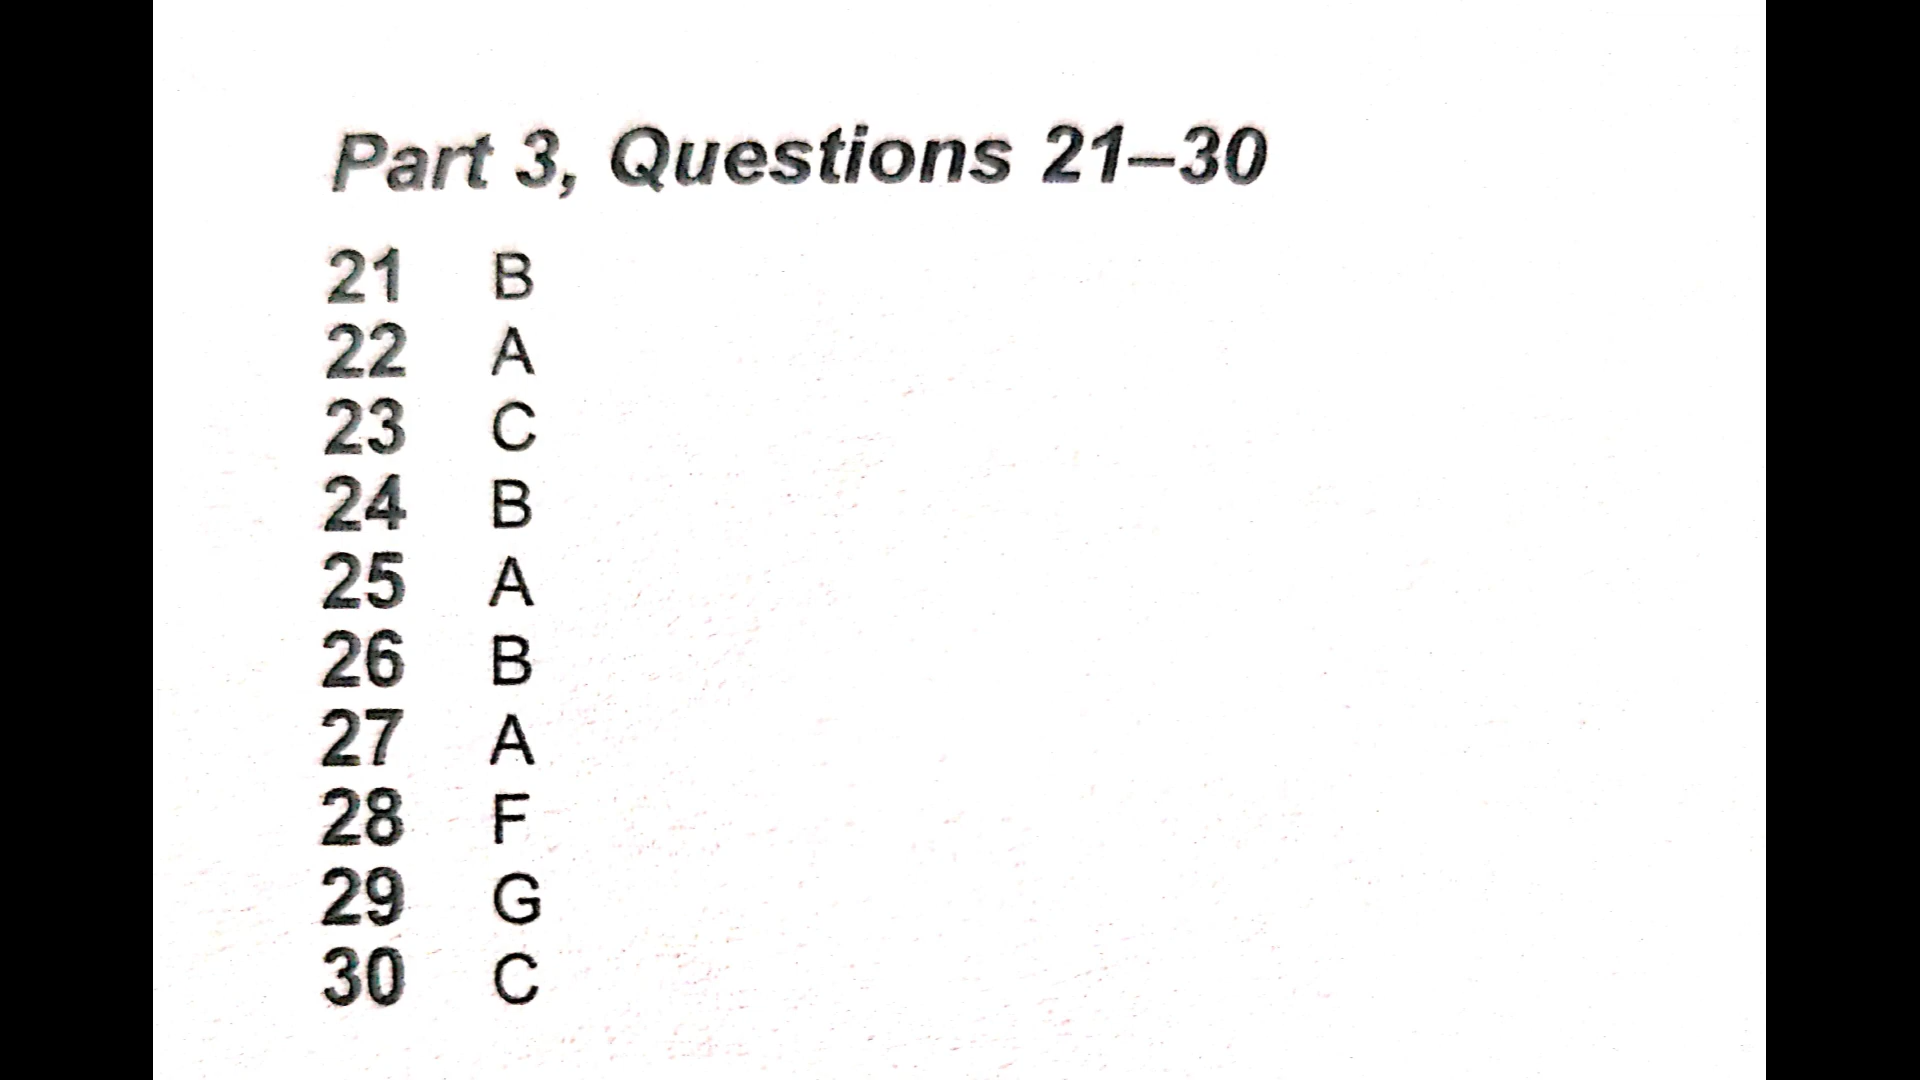 Part 3, Questions 21–30
21 B
22 A
23 C
24 B
25 A
26 B
27 A
28 F
29 G
30 C